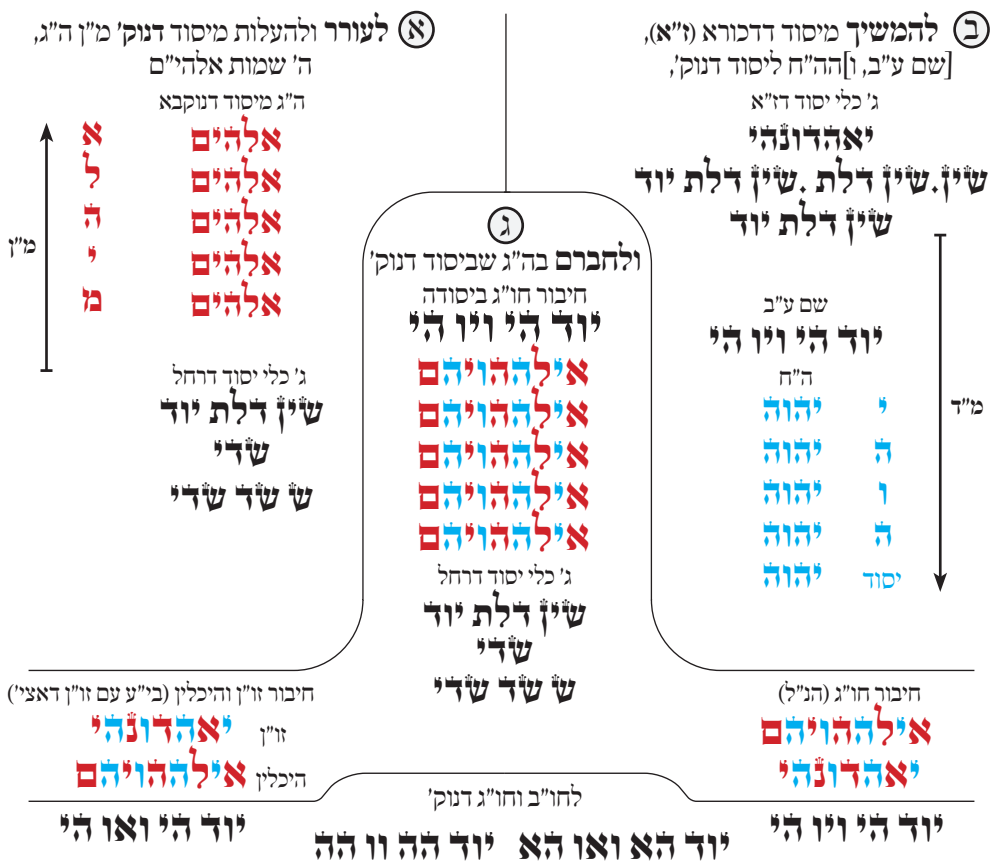 א לעורר ולהעלות מיסוד דנוק' מ"ן ה"ג,
ה' שמות אלהי"ם
ה"ג מיסוד דנוקבא
אלהים א
אלהים ל
אלהים ה
אלהים י
אלהים מ
מ"ן
ג' כלי יסוד דרחל
שין דלת יוד
שדי
ש שד שדי
ב להמשיך מיסוד דדכורא (ז"א),
[שם ע"ב, ו]הה"ח ליסוד דנוק',
ג' כלי יסוד דז"א
יאהדונהי
שין.שין דלת .שין דלת יוד
שין דלת יוד
שם ע"ב
יוד הי ויו הי
ה"ח
י יהוה
ה יהוה
ו יהוה
ה יהוה
יסוד יהוה
מ"ד
ג
ולחברם בה"ג שביסוד דנוק'
חיבור חו"ג ביסודה
יוד הי ויו הי
אילההויהם
אילההויהם
אילההויהם
אילההויהם
אילההויהם
ג' כלי יסוד דרחל
שין דלת יוד
שדי
ש שד שדי
חיבור חו"ג (הנ"ל)
אילההויהם
יאהדונהי
יוד הי ויו הי
חיבור זו"ן והיכלין (בי"ע עם זו"ן דאצי')
זו"ן יאהדונהי
היכלין אילההויהם
יוד הי ואו הי
לחו"ב וחו"ג דנוק'
יוד הא ואו הא יוד הה וו הה